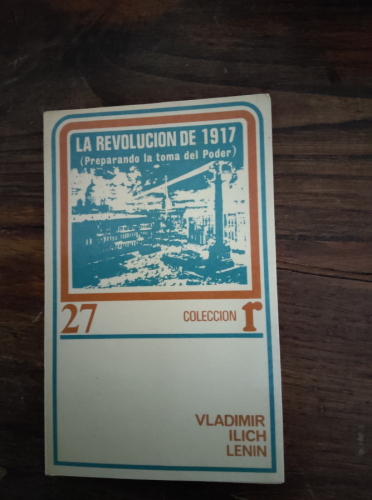 LA REVOLUCION DE 1917
(Preparando la toma del Poder)
27 COLECCION r
VLADIMIR
ILICH
LENIN